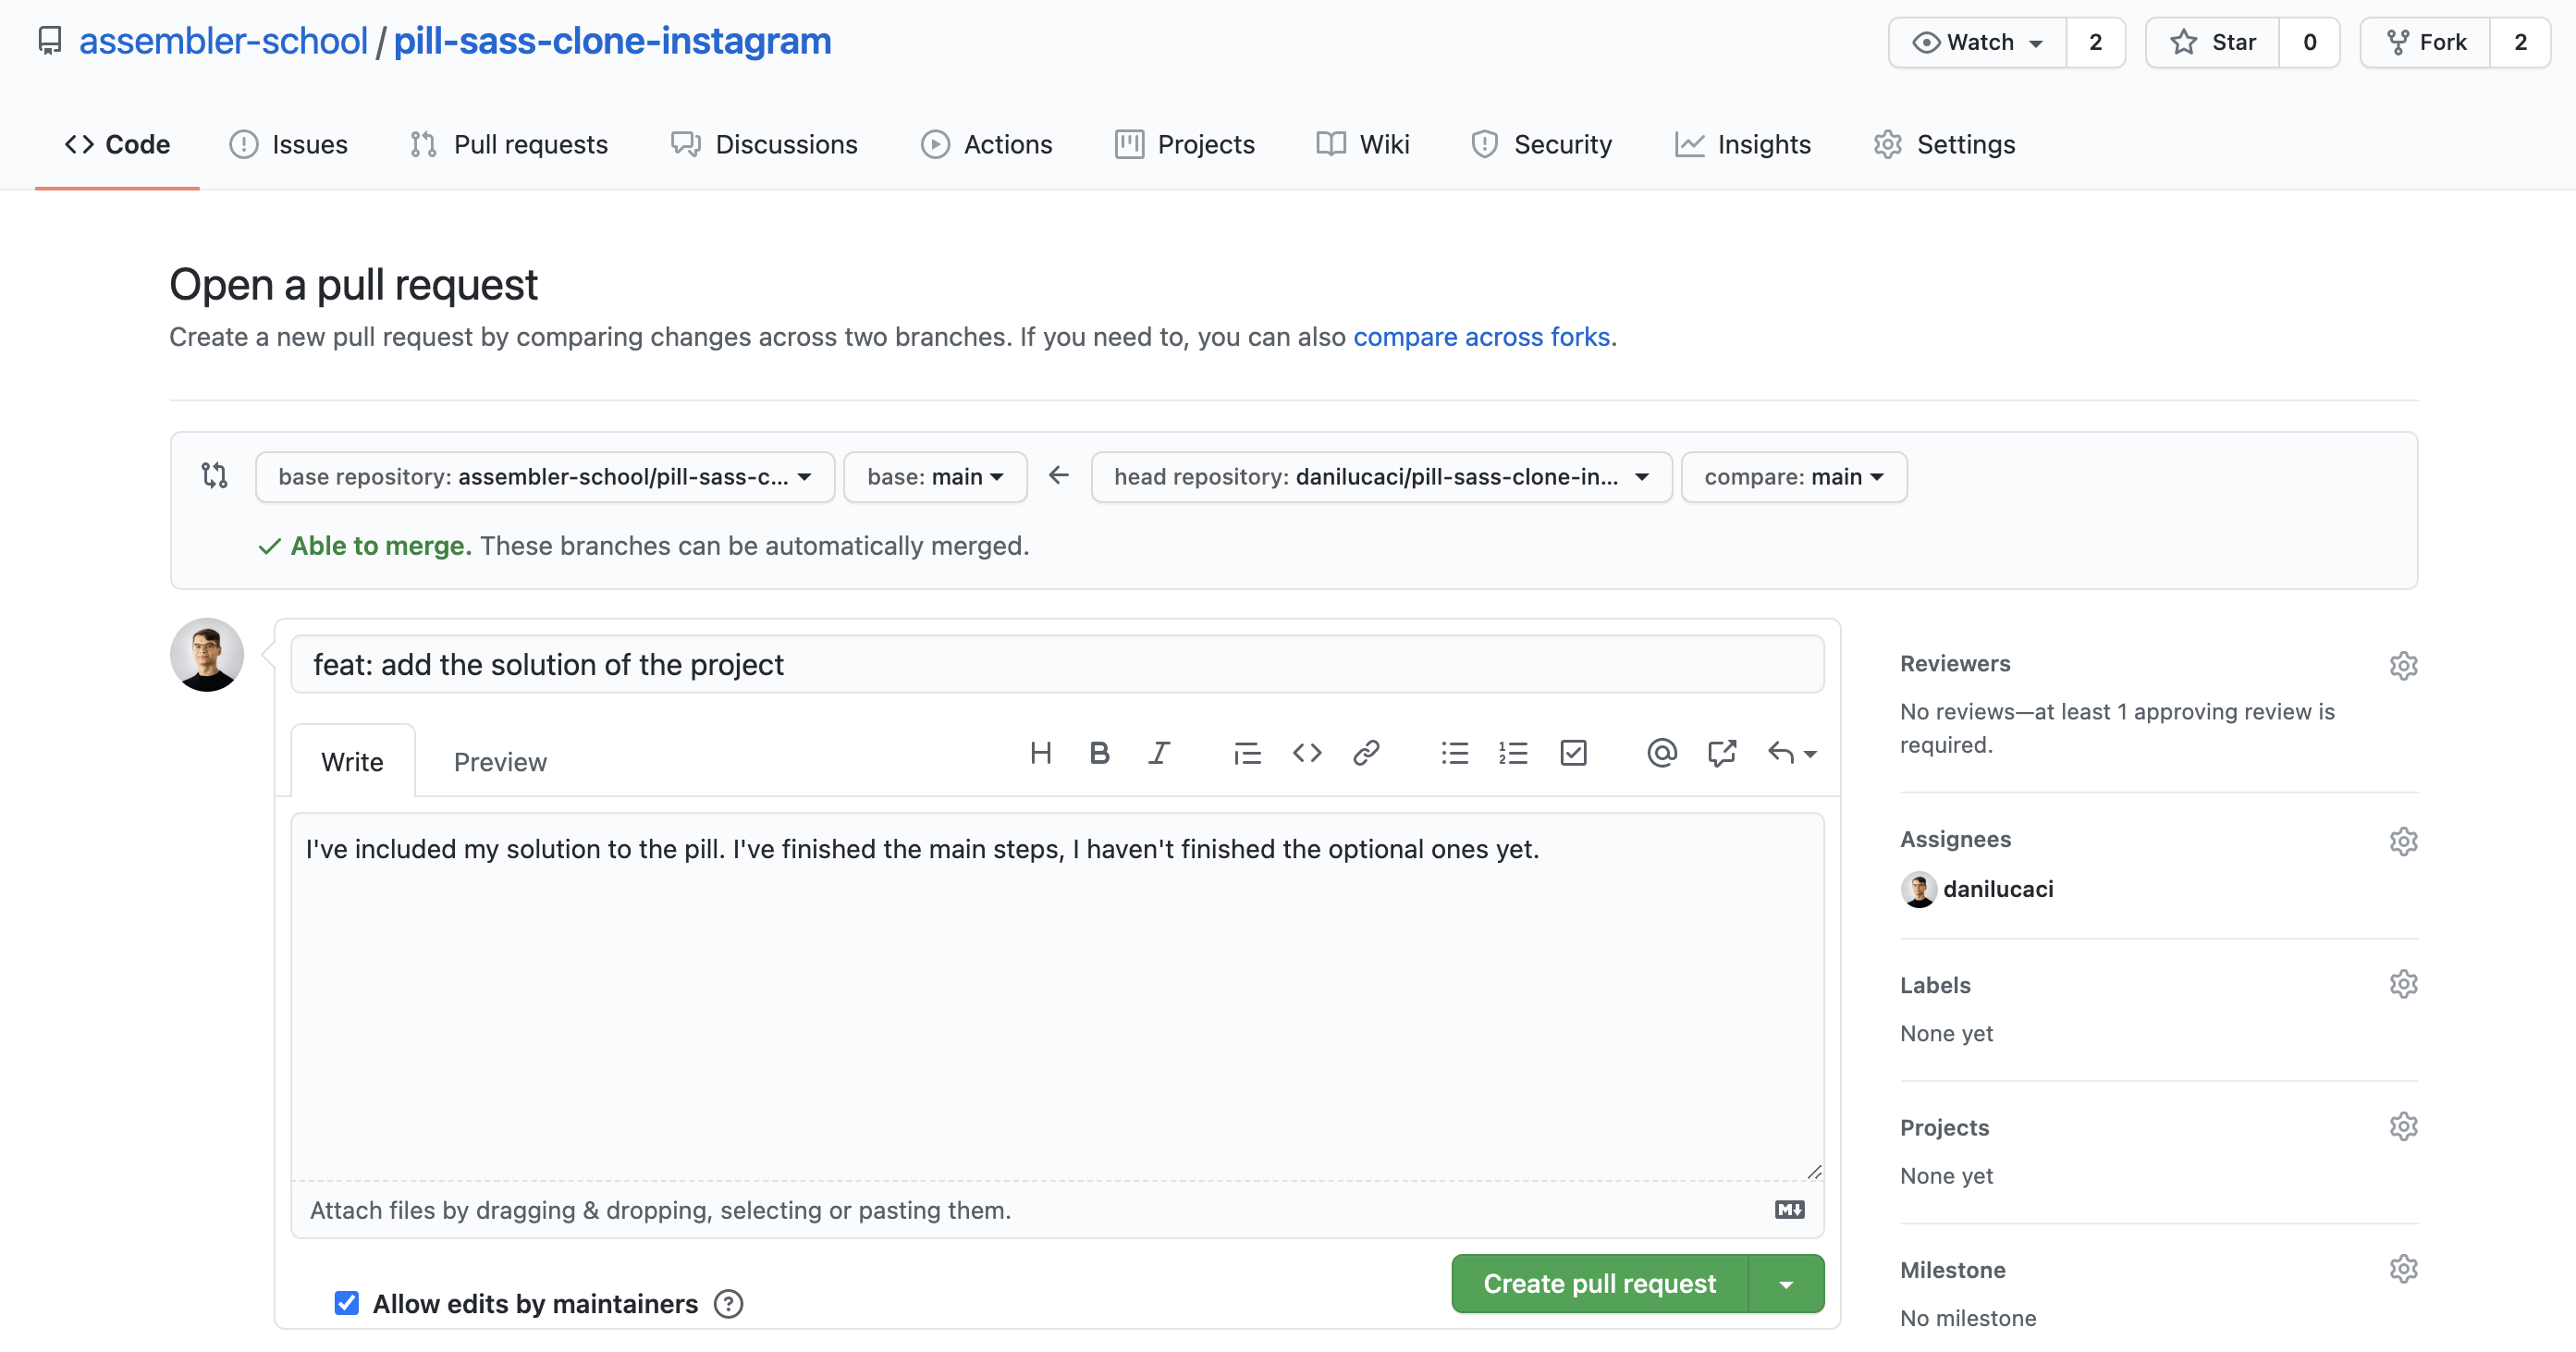 assembler-school / pill-sass-clone-instagram
Watch 2 Star 0 Fork 2
Code Issues Pull requests Discussions Actions Projects Wiki Security Insights Settings
Open a pull request
Create a new pull request by comparing changes across two branches. If you need to, you can also compare across forks.
base repository: assembler-school/pill-sass-c... base: main head repository: danilucaci/pill-sass-clone-in... compare: main
Able to merge. These branches can be automatically merged.
feat: add the solution of the project
Write Preview
I've included my solution to the pill. I've finished the main steps, I haven't finished the optional ones yet.
Attach files by dragging & dropping, selecting or pasting them.
Allow edits by maintainers
Create pull request
Reviewers
No reviews—at least 1 approving review is
required.
Assignees
danilucaci
Labels
None yet
Projects
None yet
Milestone
No milestone